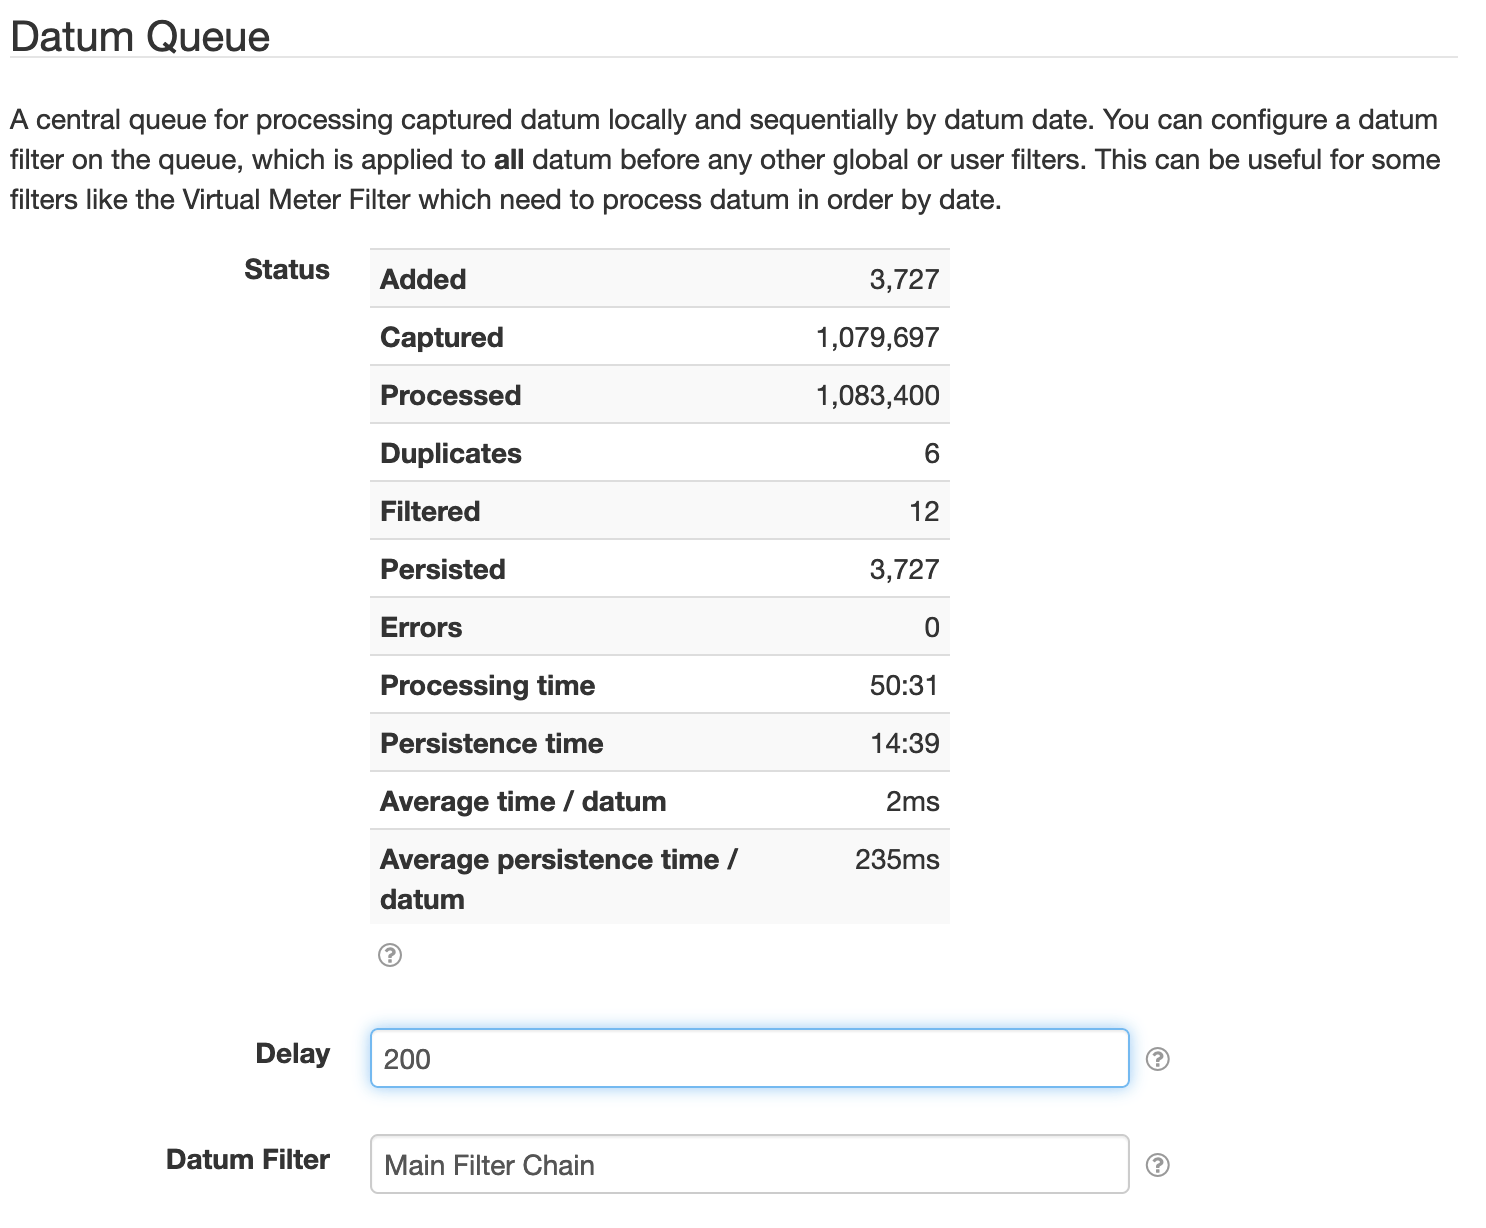 Datum Queue
A central queue for processing captured datum locally and sequentially by datum date. You can configure a datum
filter on the queue, which is applied to all datum before any other global or user filters. This can be useful for some
filters like the Virtual Meter Filter which need to process datum in order by date.
Status
Added 3,727
Captured 1,079,697
Processed 1,083,400
Duplicates 6
Filtered 12
Persisted 3,727
Errors 0
Processing time 50:31
Persistence time 14:39
Average time / datum 2ms
Average persistence time / 235ms
datum
?
Delay 200 ?
Datum Filter Main Filter Chain ?